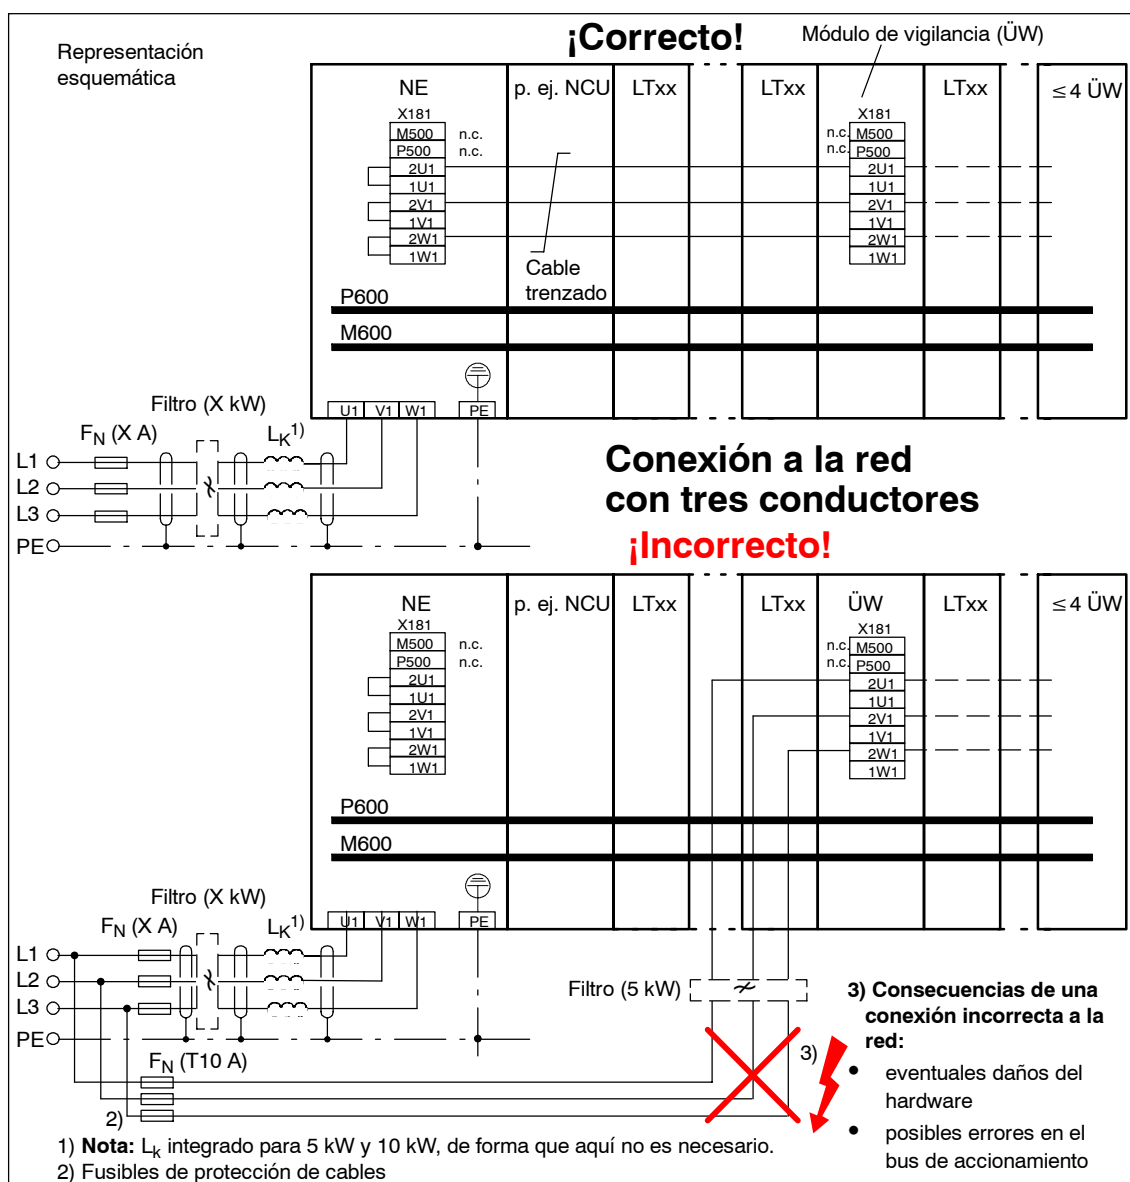 Representación
esquemática
¡Correcto!
Módulo de vigilancia (ÜW)
NE
p. ej. NCU
LTxx
LTxx
LTxx
≤ 4 ÜW
X181
M500 n.c.
P500 n.c.
2U1
1U1
2V1
1V1
2W1
1W1
X181
n.c. M500
n.c. P500
2U1
1U1
2V1
1V1
2W1
1W1
Cable
trenzado
P600
M600
U1 V1 W1 PE
Filtro (X kW)
FN (X A)
LK1)
L1
L2
L3
PE
Conexión a la red
con tres conductores
¡Incorrecto!
NE
p. ej. NCU
LTxx
LTxx
ÜW
LTxx
≤ 4 ÜW
X181
M500 n.c.
P500 n.c.
2U1
1U1
2V1
1V1
2W1
1W1
X181
n.c. M500
n.c. P500
2U1
1U1
2V1
1V1
2W1
1W1
P600
M600
U1 V1 W1 PE
Filtro (X kW)
FN (X A)
LK1)
L1
L2
L3
PE
FN (T10 A)
2)
Filtro (5 kW)
3)
3) Consecuencias de una
conexión incorrecta a la
red:
• eventuales daños del
hardware
• posibles errores en el
bus de accionamiento
1) Nota: Lk integrado para 5 kW y 10 kW, de forma que aquí no es necesario.
2) Fusibles de protección de cables